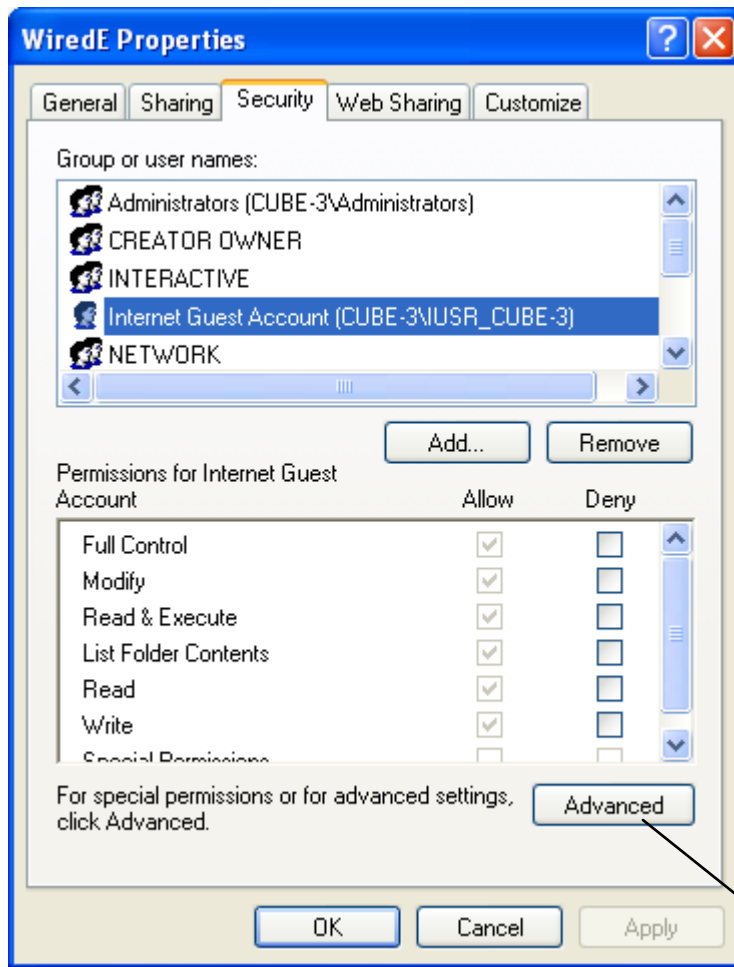 WiredE Properties
General Sharing Security Web Sharing Customize
Group or user names:
Administrators (CUBE-3\Administrators)
CREATOR OWNER
INTERACTIVE
Internet Guest Account (CUBE-3\IUSR_CUBE-3)
NETWORK
Add... Remove
Permissions for Internet Guest
Account Allow Deny
Full Control
Modify
Read & Execute
List Folder Contents
Read
Write
Special Permissions
For special permissions or for advanced settings,
click Advanced.
Advanced
OK Cancel Apply